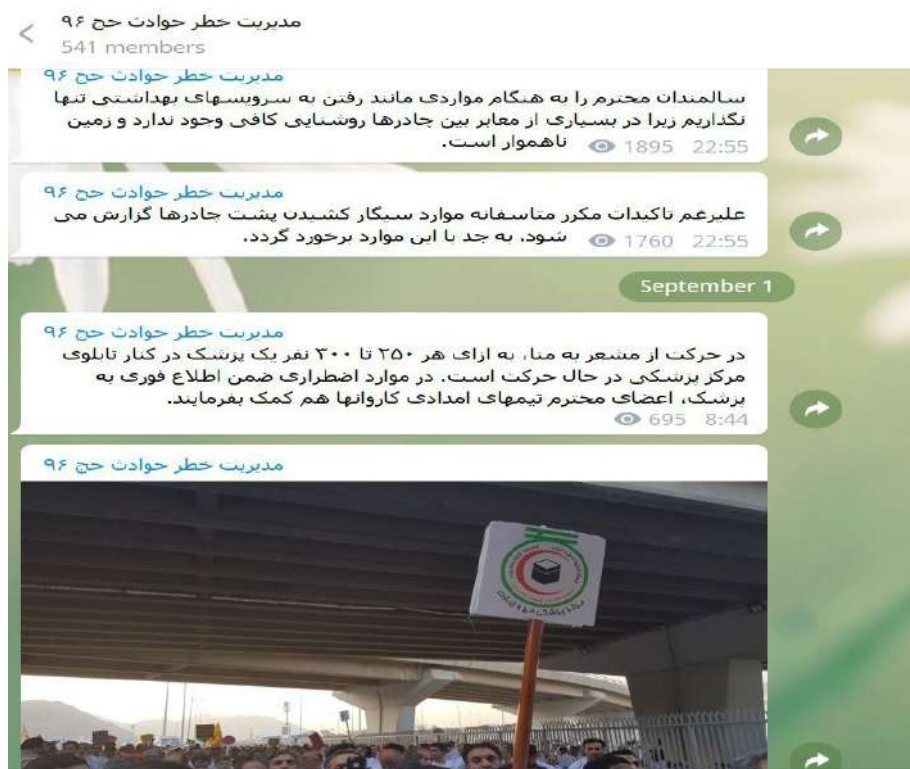 مدیریت خطر حوادث حج ۹۶
541 members
مدیریت خطر حوادث حج ۹۶
سالمندان محترم را به هنگام مواردی مانند رفتن به سرویسهای بهداشتی تنها
نگذاریم زیرا در بسیاری از معابر بین چادرها روشنایی کافی وجود ندارد و زمین
ناهموار است. 1895 22:55
مدیریت خطر حوادث حج ۹۶
علیرغم تاکیدات مکرر متاسفانه موارد سیگار کشیدن پشت چادرها گزارش می
شود. به جد با این موارد برخورد گردد. 1760 22:55
September 1
مدیریت خطر حوادث حج ۹۶
در حرکت از مشعر به منا، به ازای هر ۲۵۰ تا ۳۰۰ نفر یک پزشک در کنار تابلوی
مرکز پزشکی در حال حرکت است. در موارد اضطراری ضمن اطلاع فوری به
پزشک، اعضای محترم تیمهای امدادی کاروانها هم کمک بفرمایند.
695 8:44
مدیریت خطر حوادث حج ۹۶
مرکز پزشکی حج و زیارت